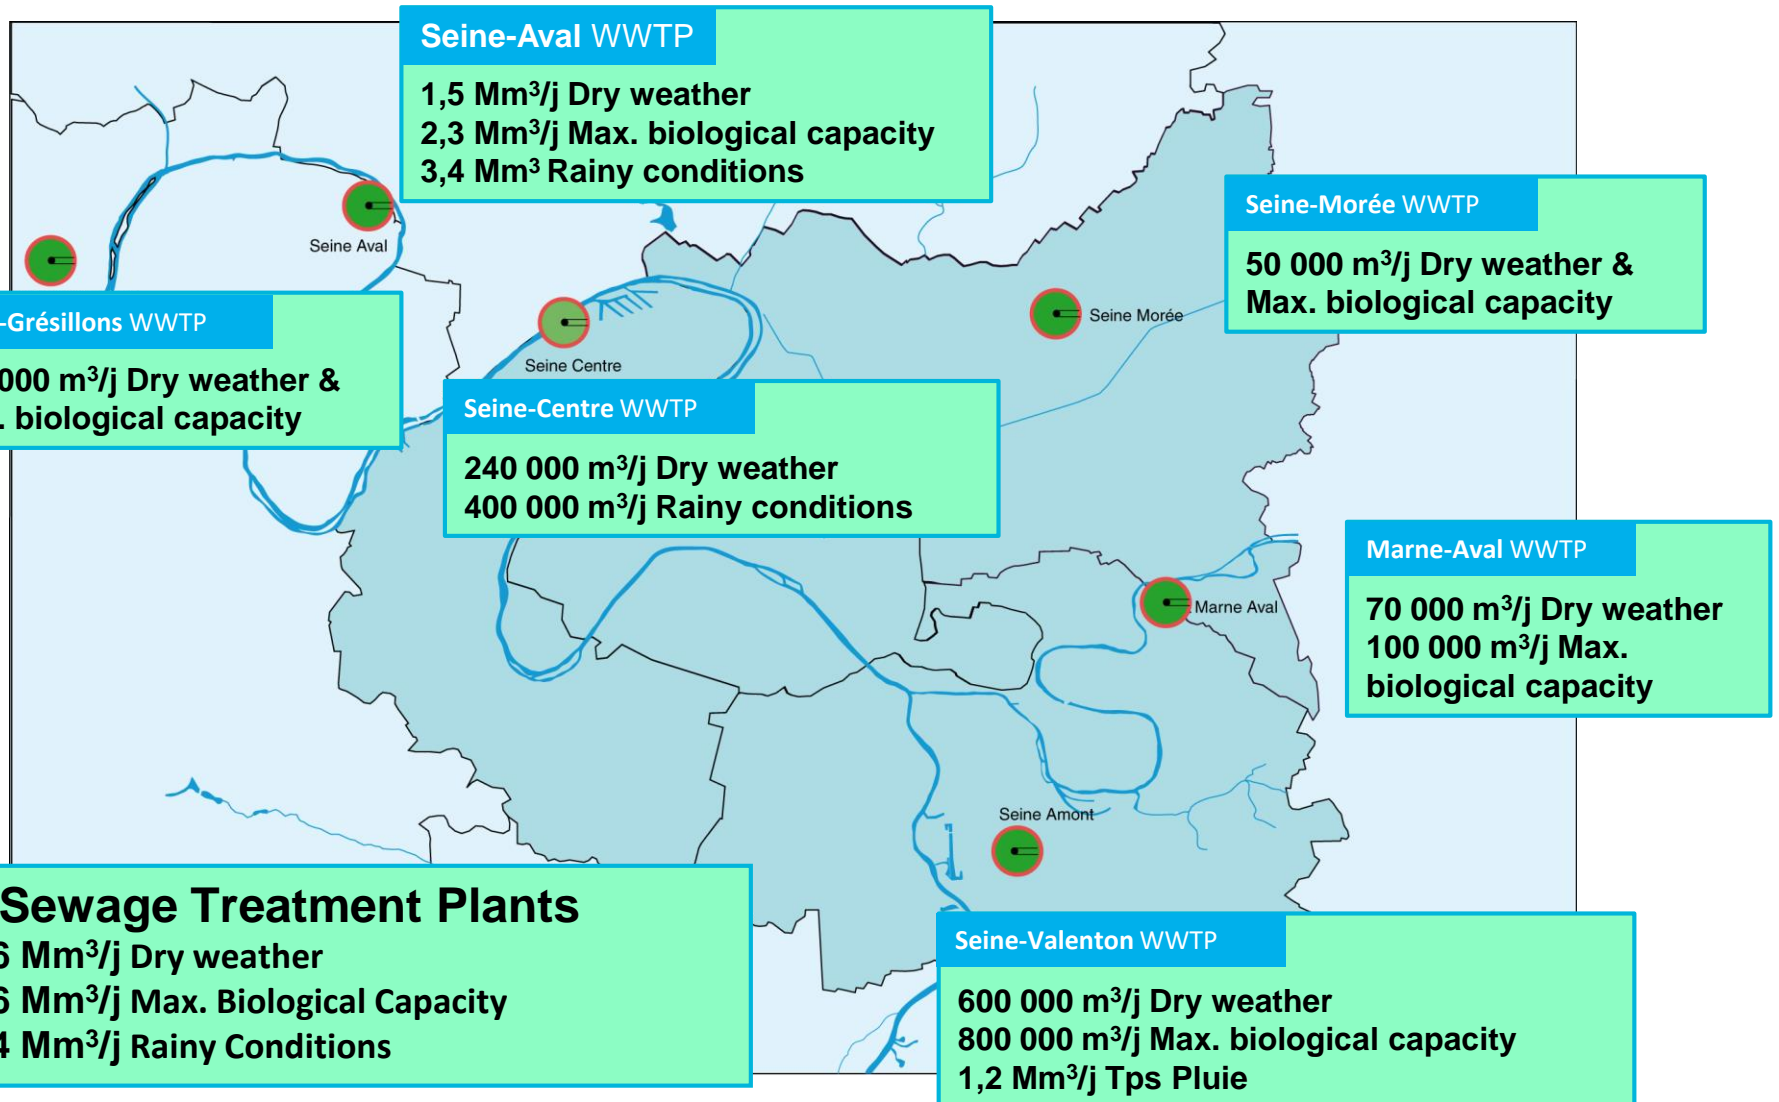 Seine-Aval WWTP
1,5 Mm³/j Dry weather
2,3 Mm³/j Max. biological capacity
3,4 Mm³ Rainy conditions
Seine-Morée WWTP
50 000 m³/j Dry weather &
Max. biological capacity
Seine Aval
Seine Morée
-Grésillons WWTP
000 m³/j Dry weather &
. biological capacity
Seine Centre
Seine-Centre WWTP
240 000 m³/j Dry weather
400 000 m³/j Rainy conditions
Marne-Aval WWTP
70 000 m³/j Dry weather
100 000 m³/j Max.
biological capacity
Marne Aval
Seine Amont
Sewage Treatment Plants
6 Mm³/j Dry weather
6 Mm³/j Max. Biological Capacity
4 Mm³/j Rainy Conditions
Seine-Valenton WWTP
600 000 m³/j Dry weather
800 000 m³/j Max. biological capacity
1,2 Mm³/j Tps Pluie